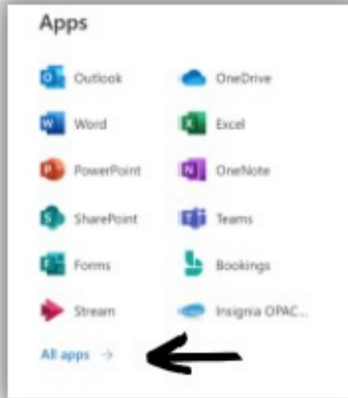 Apps
Outlook OneDrive
Word Excel
PowerPoint OneNote
SharePoint Teams
Forms Bookings
Stream Insignia OPAC...
All apps →